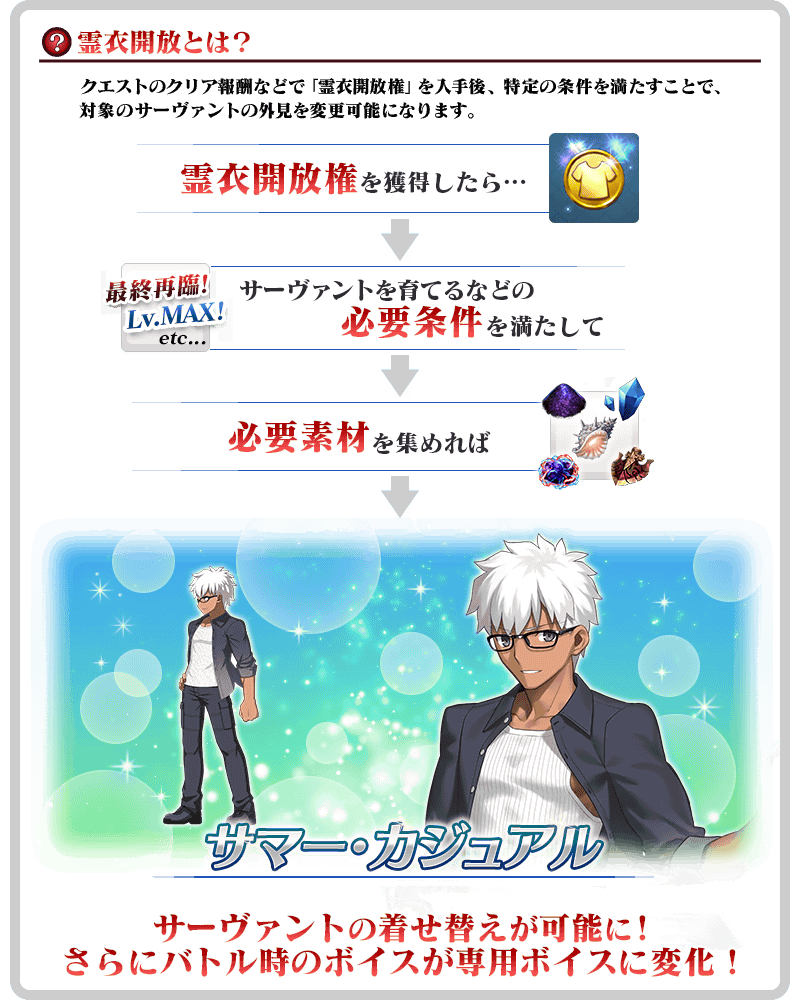 ?
霊衣開放とは?
クエストのクリア報酬などで「霊衣開放権」を入手後、特定の条件を満たすことで、
対象のサーヴァントの外見を変更可能になります。
霊衣開放権を獲得したら…
最終再臨!
Lv.MAX!
etc...
サーヴァントを育てるなどの
必要条件を満たして
必要素材を集めれば
サマー・カジュアル
サーヴァントの着せ替えが可能に!
さらにバトル時のボイスが専用ボイスに変化!